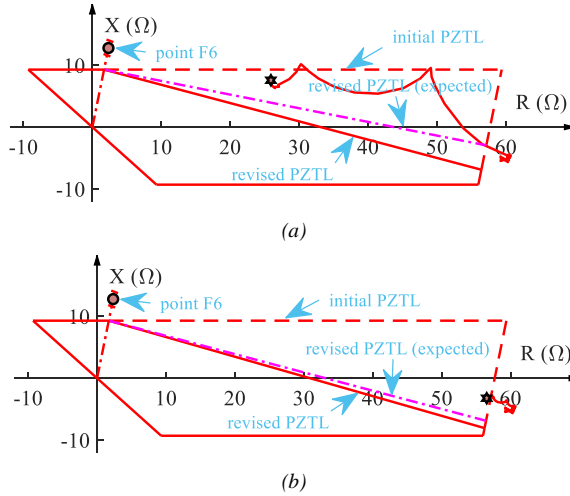 X (Ω)
point F6
initial PZTL
10
revised PZTL (expected)
R (Ω)
-10 10 20 30 40 50 60
revised PZTL
-10
(a)
X (Ω)
point F6
initial PZTL
10
revised PZTL (expected)
R (Ω)
-10 10 20 30 40 50 60
revised PZTL
-10
(b)